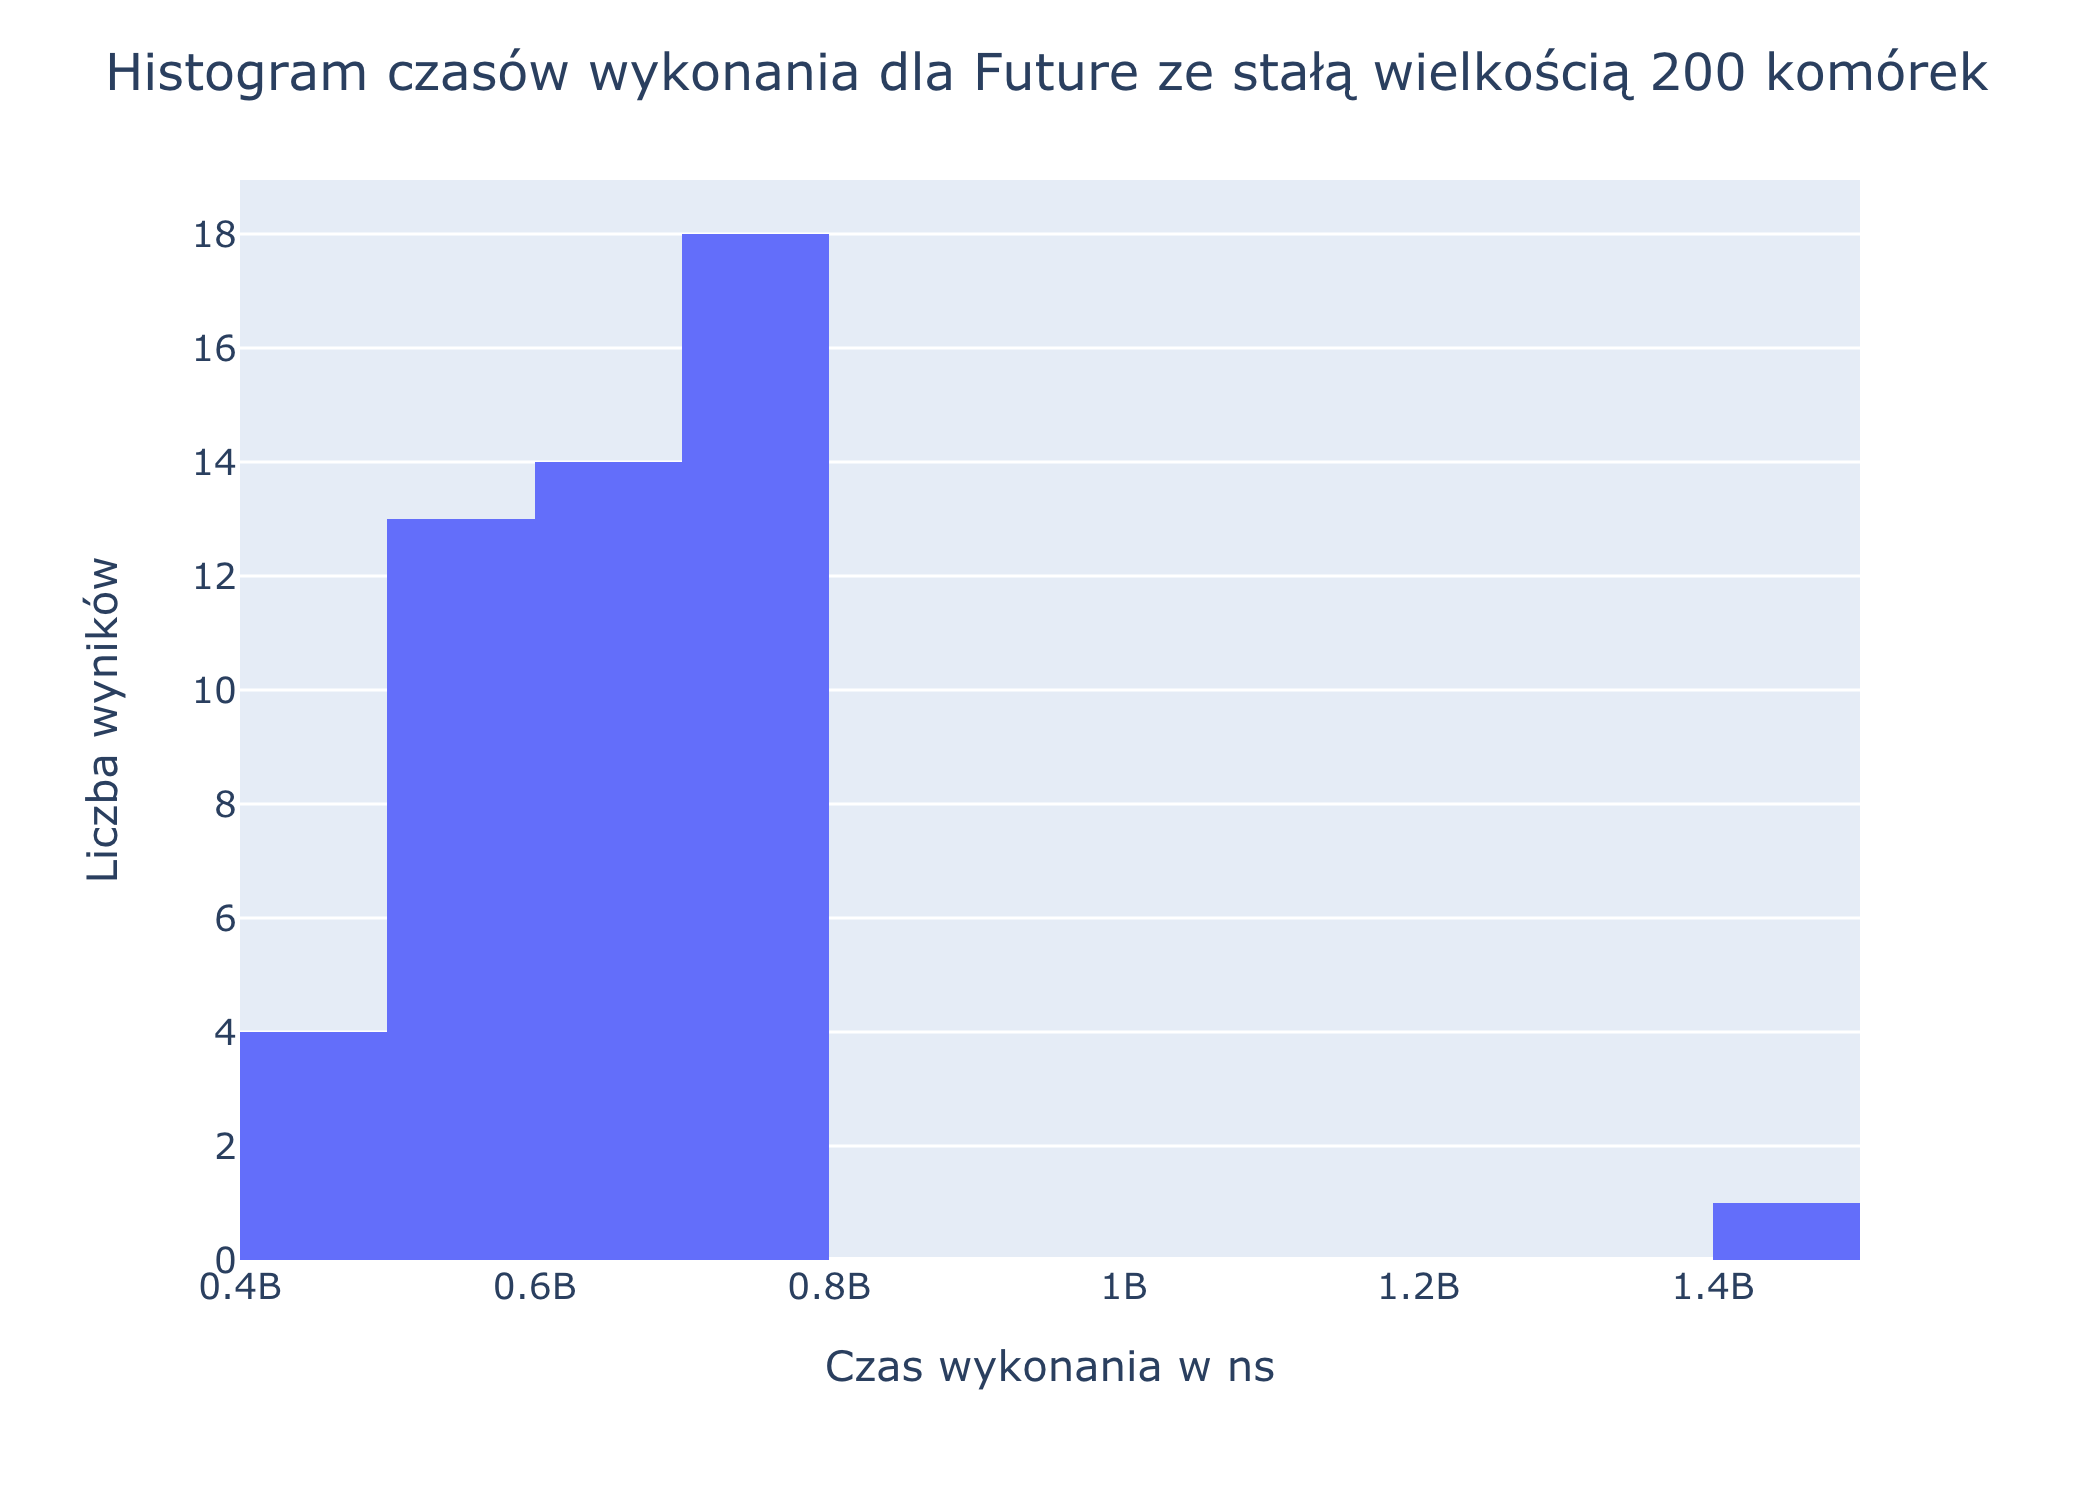 Histogram czasów wykonania dla Future ze stałą wielkością 200 komórek
18
16
14
12
10
8
6
4
2
0
Liczba wyników
0.4B 0.6B 0.8B 1B 1.2B 1.4B
Czas wykonania w ns